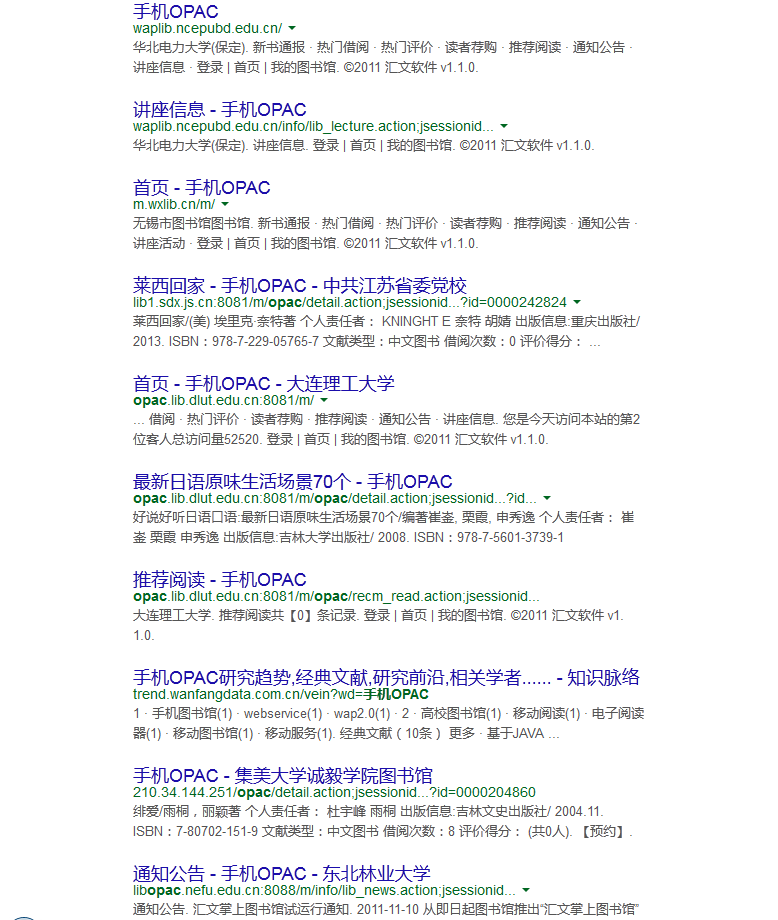 手机OPAC
waplib.ncepubd.edu.cn/
华北电力大学(保定). 新书通报 · 热门借阅 · 热门评价 · 读者荐购 · 推荐阅读 · 通知公告 ·
讲座信息 · 登录 | 首页 | 我的图书馆. ©2011 汇文软件 v1.1.0.
讲座信息 - 手机OPAC
waplib.ncepubd.edu.cn/info/lib_lecture.action;jsessionid...
华北电力大学(保定). 讲座信息. 登录 | 首页 | 我的图书馆. ©2011 汇文软件 v1.1.0.
首页 - 手机OPAC
m.wxlib.cn/m/
无锡市图书馆图书馆. 新书通报 · 热门借阅 · 热门评价 · 读者荐购 · 推荐阅读 · 通知公告 ·
讲座活动 · 登录 | 首页 | 我的图书馆. ©2011 汇文软件 v1.1.0.
莱西回家 - 手机OPAC - 中共江苏省委党校
lib1.sdx.js.cn:8081/m/opac/detail.action;jsessionid...?id=0000242824
莱西回家/(美) 埃里克·奈特著 个人责任者： KNINGHT E 奈特 胡婧 出版信息:重庆出版社/
2013. ISBN：978-7-229-05765-7 文献类型：中文图书 借阅次数：0 评价得分： ...
首页 - 手机OPAC - 大连理工大学
opac.lib.dlut.edu.cn:8081/m/
... 借阅 · 热门评价 · 读者荐购 · 推荐阅读 · 通知公告 · 讲座信息. 您是今天访问本站的第2
位客人总访问量52520. 登录 | 首页 | 我的图书馆. ©2011 汇文软件 v1.1.0.
最新日语原味生活场景70个 - 手机OPAC
opac.lib.dlut.edu.cn:8081/m/opac/detail.action;jsessionid...?id...
好说好听日语口语:最新日语原味生活场景70个/编著崔崟, 栗霞, 申秀逸 个人责任者： 崔
崟 栗霞 申秀逸 出版信息:吉林大学出版社/ 2008. ISBN：978-7-5601-3739-1
推荐阅读 - 手机OPAC
opac.lib.dlut.edu.cn:8081/m/opac/recm_read.action;jsessionid...
大连理工大学. 推荐阅读共【0】条记录. 登录 | 首页 | 我的图书馆. ©2011 汇文软件 v1.
1.0.
手机OPAC研究趋势,经典文献,研究前沿,相关学者...... - 知识脉络
trend.wanfangdata.com.cn/vein?wd=手机OPAC
1 · 手机图书馆(1) · webservice(1) · wap2.0(1) · 2 · 高校图书馆(1) · 移动阅读(1) · 电子阅读
器(1) · 移动图书馆(1) · 移动服务(1). 经典文献（10条） 更多 · 基于JAVA ...
手机OPAC - 集美大学诚毅学院图书馆
210.34.144.251/opac/detail.action;jsessionid...?id=0000204860
绯爱/雨桐，丽颖著 个人责任者： 杜宇峰 雨桐 出版信息:吉林文史出版社/ 2004.11.
ISBN：7-80702-151-9 文献类型：中文图书 借阅次数：8 评价得分： (共0人). 【预约】.
通知公告 - 手机OPAC - 东北林业大学
libopac.nefu.edu.cn:8088/m/info/lib_news.action;jsessionid...
通知公告. 汇文掌上图书馆试运行通知. 2011-11-10 从即日起图书馆推出“汇文掌上图书馆”